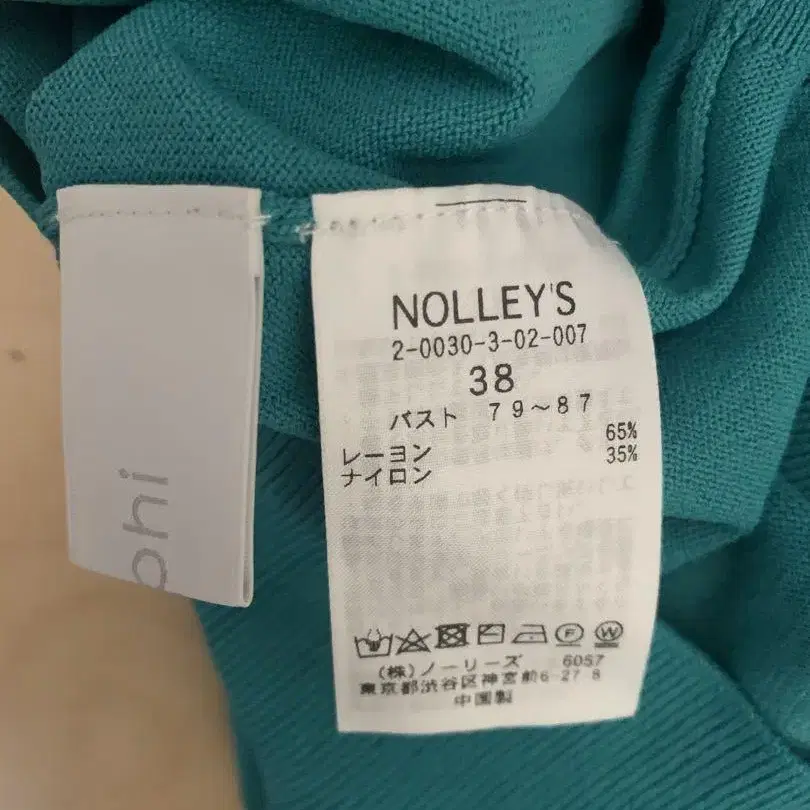 NOLLEY'S
2-0030-3-02-007
38
バスト 79～87
レーヨン 65%
ナイロン 35%
(株)ノーリーズ 6057
東京都渋谷区神宮前6-27-8
中国製
phi